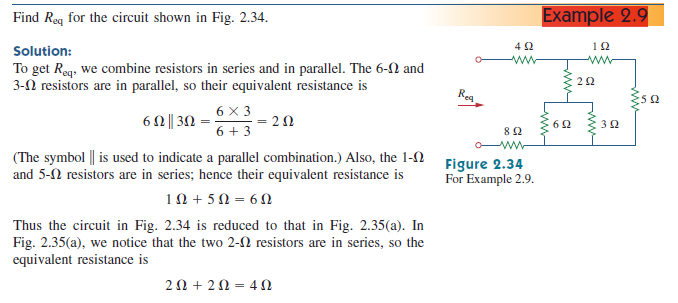 Find Req for the circuit shown in Fig. 2.34.
Solution:
To get Req, we combine resistors in series and in parallel. The 6-Ω and
3-Ω resistors are in parallel, so their equivalent resistance is
6 Ω || 3 Ω = 6 × 3 / 6 + 3 = 2 Ω
(The symbol || is used to indicate a parallel combination.) Also, the 1-Ω
and 5-Ω resistors are in series; hence their equivalent resistance is
1 Ω + 5 Ω = 6 Ω
Thus the circuit in Fig. 2.34 is reduced to that in Fig. 2.35(a). In
Fig. 2.35(a), we notice that the two 2-Ω resistors are in series, so the
equivalent resistance is
2 Ω + 2 Ω = 4 Ω
Example 2.9
4 Ω 1 Ω
2 Ω
Req 5 Ω
6 Ω 3 Ω
8 Ω
Figure 2.34
For Example 2.9.